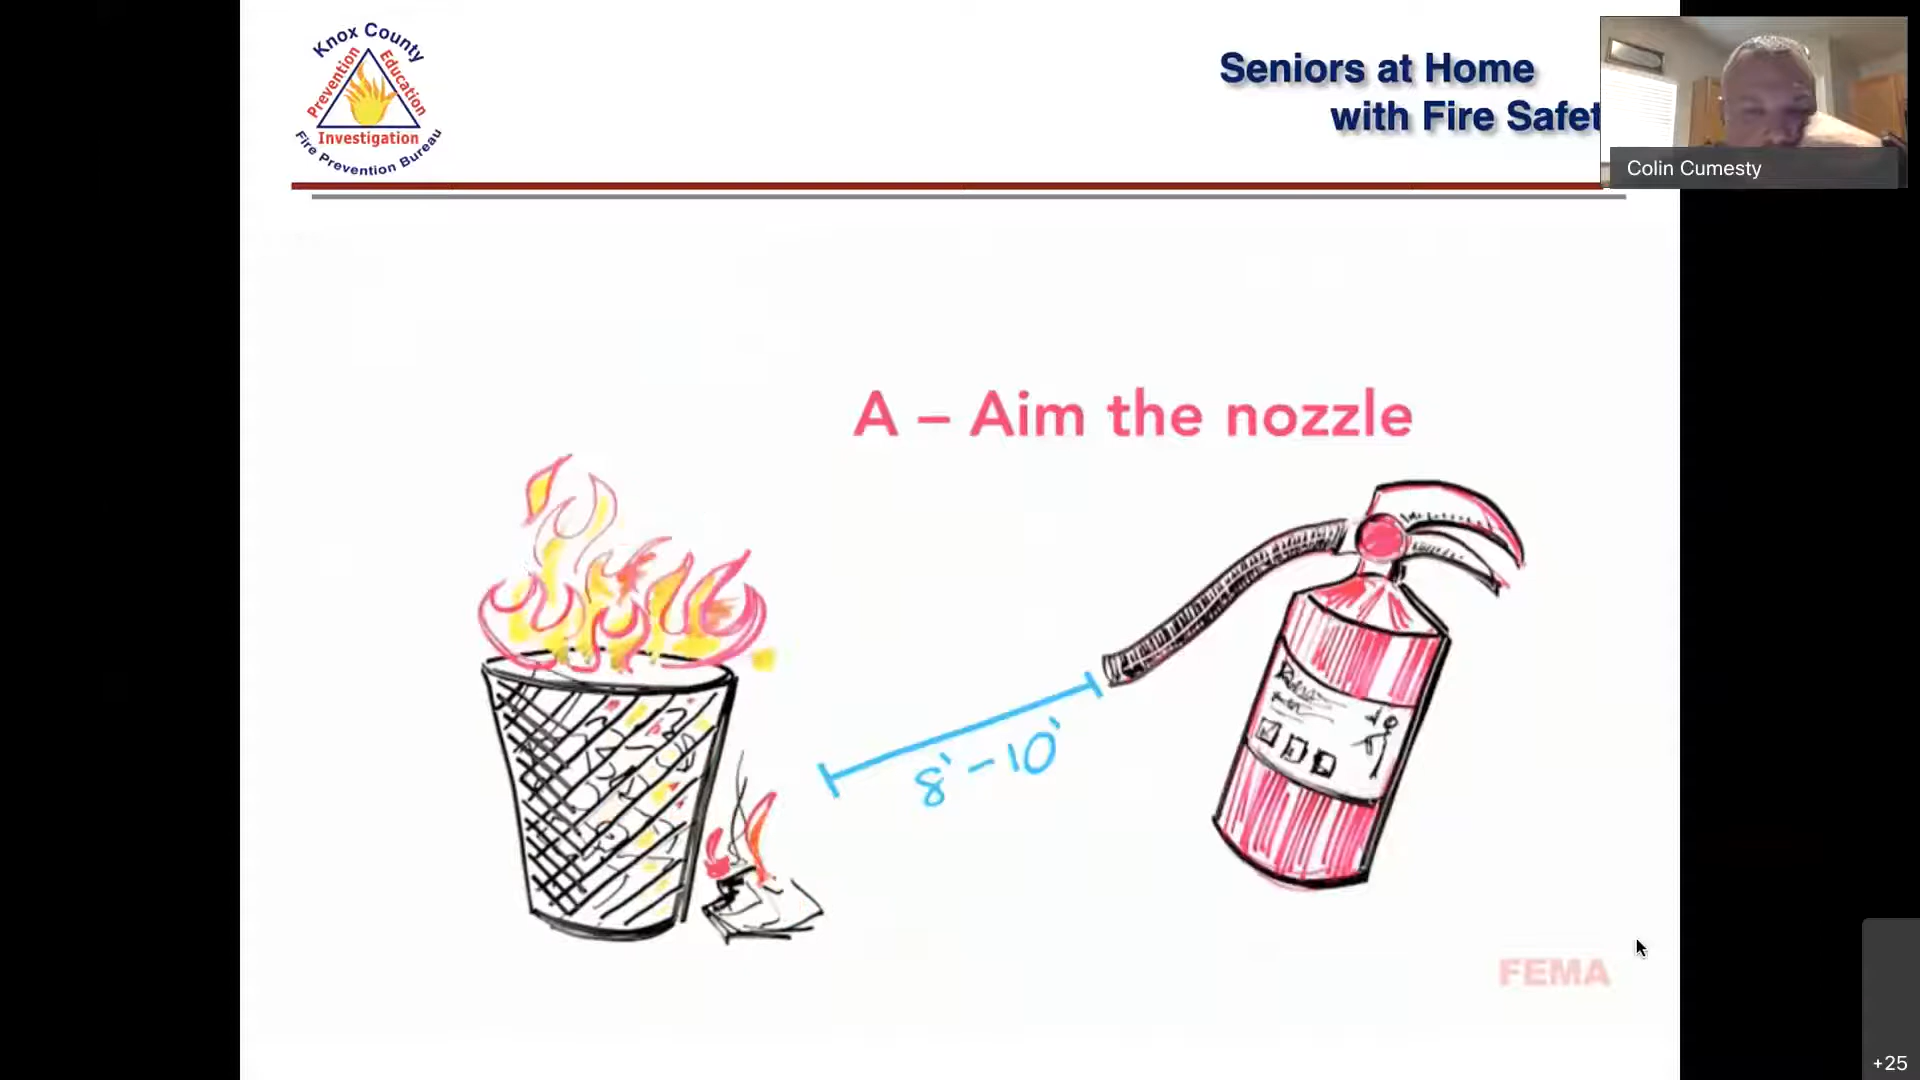 Knox County
Prevention
Education
Investigation
Fire Prevention Bureau
Seniors at Home
with Fire Safet
Colin Cumesty
A – Aim the nozzle
8' - 10'
FEMA
+25